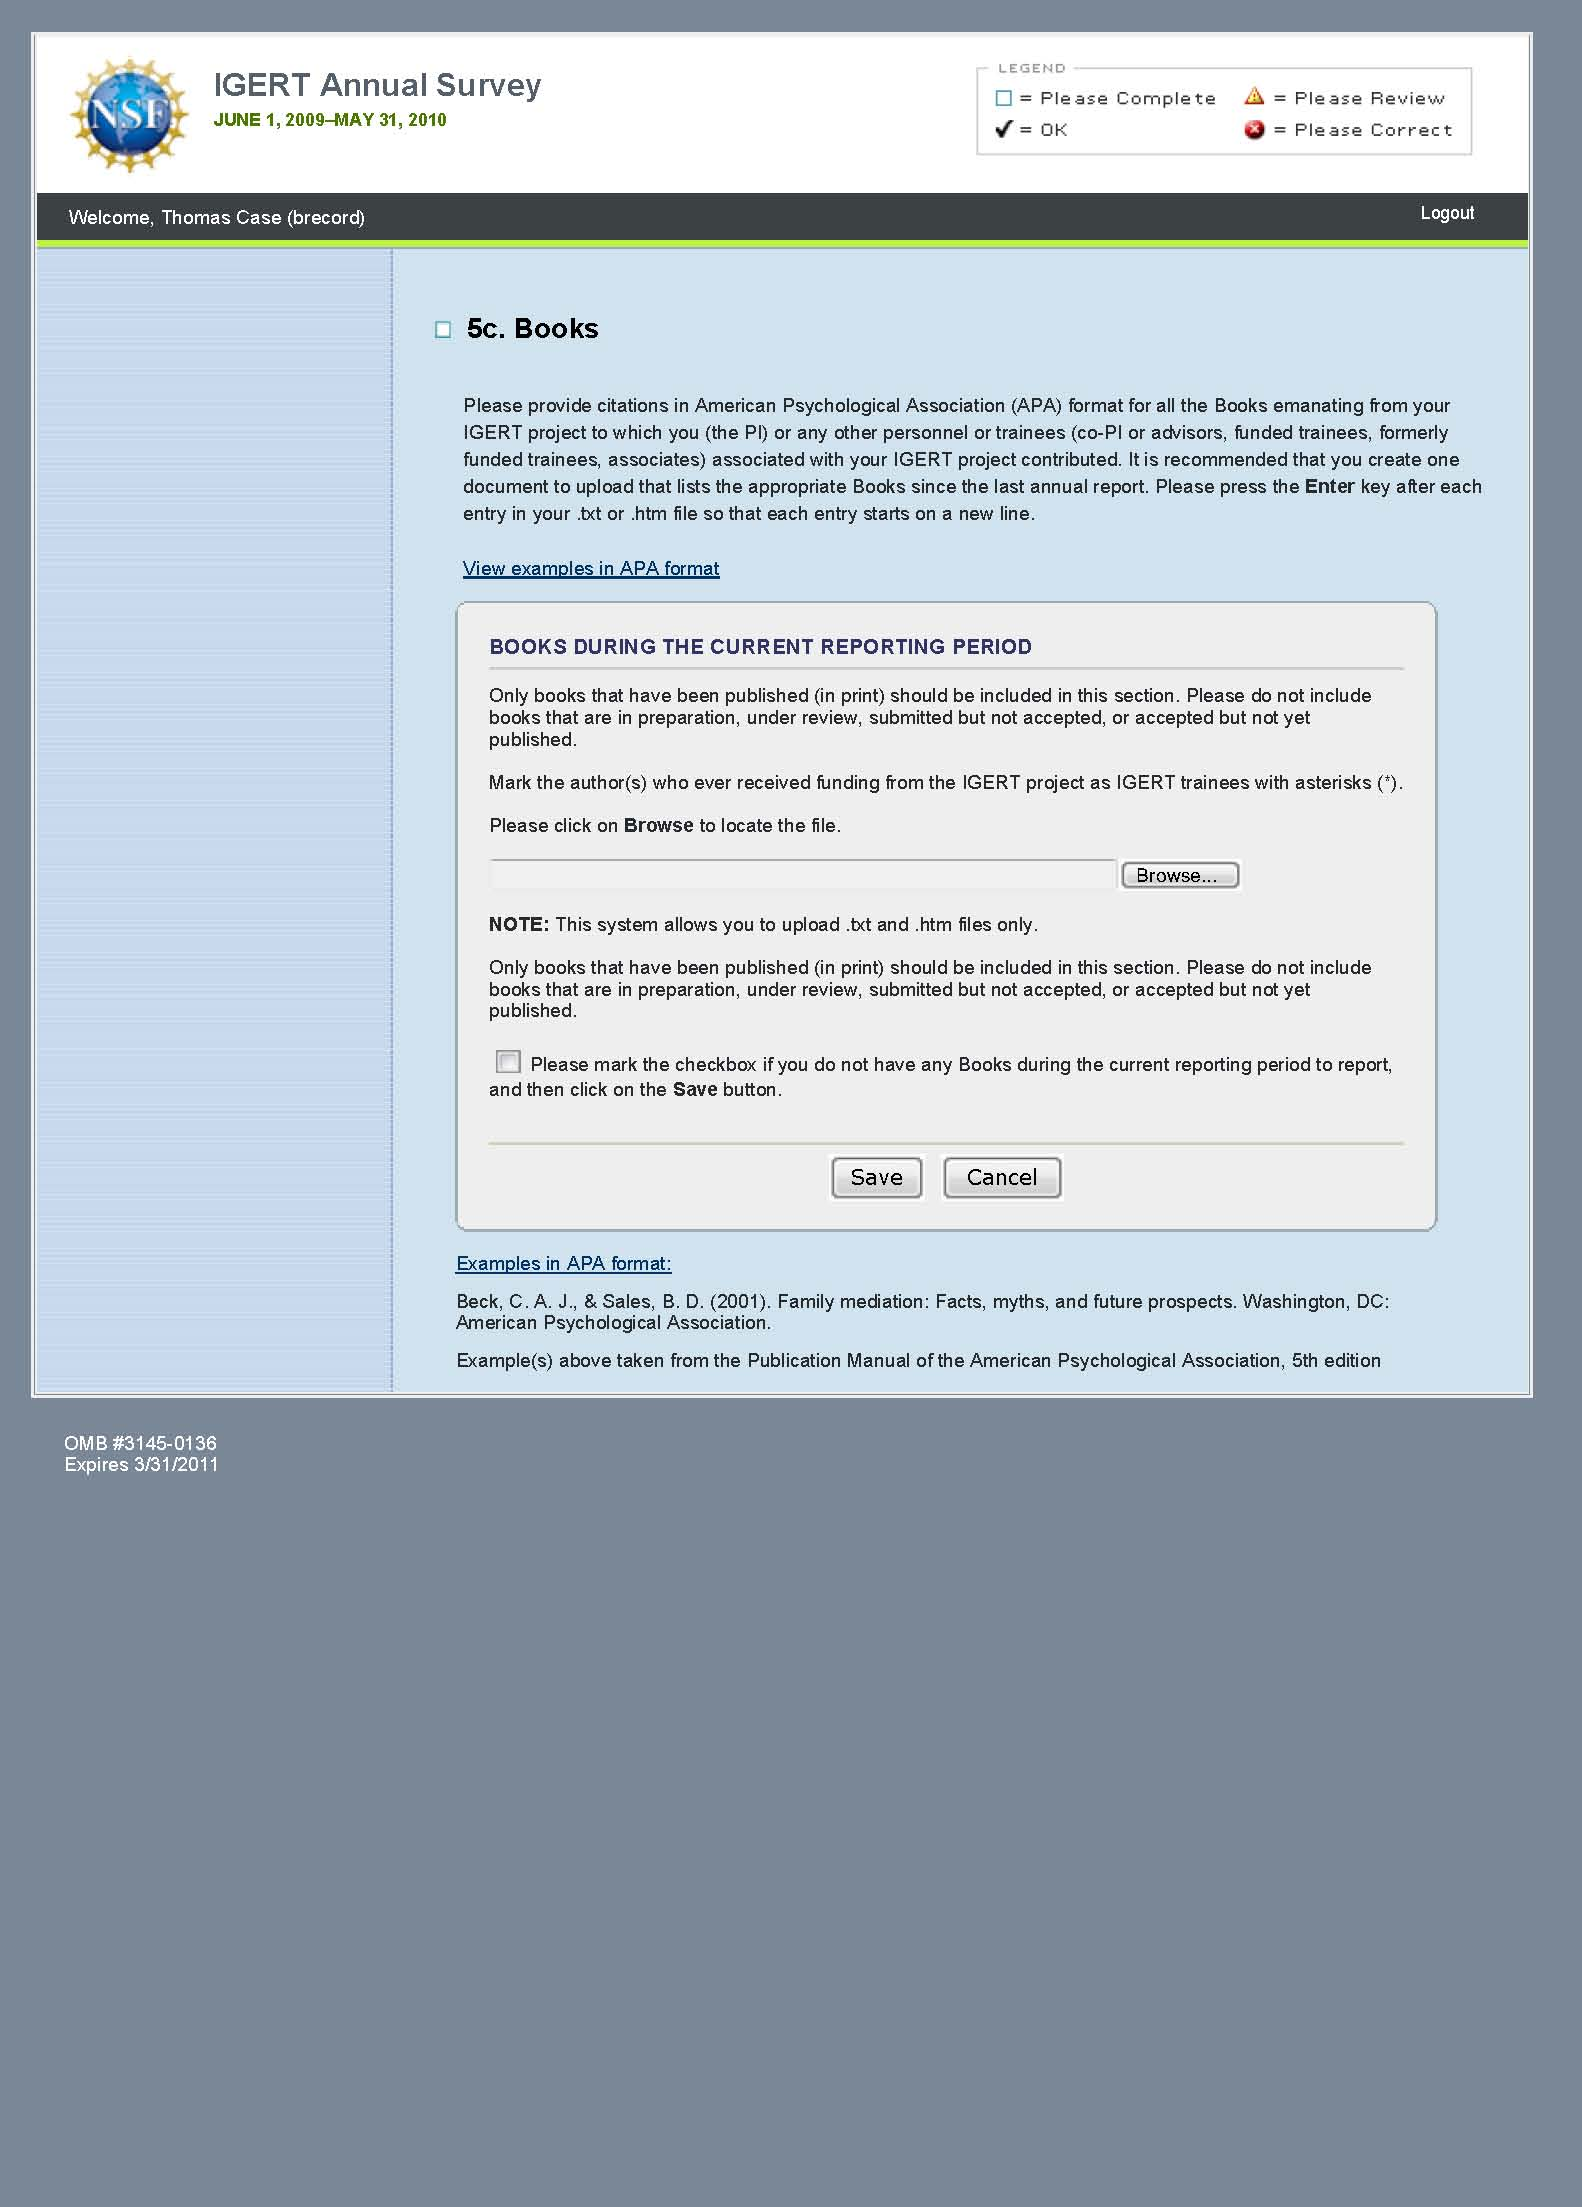 NSF
IGERT Annual Survey
JUNE 1, 2009–MAY 31, 2010
LEGEND
= Please Complete
= Please Review
= OK
= Please Correct
Welcome, Thomas Case (brecord)
Logout
5c. Books
Please provide citations in American Psychological Association (APA) format for all the Books emanating from your
IGERT project to which you (the PI) or any other personnel or trainees (co-PI or advisors, funded trainees, formerly
funded trainees, associates) associated with your IGERT project contributed. It is recommended that you create one
document to upload that lists the appropriate Books since the last annual report. Please press the Enter key after each
entry in your .txt or .htm file so that each entry starts on a new line.
View examples in APA format
BOOKS DURING THE CURRENT REPORTING PERIOD
Only books that have been published (in print) should be included in this section. Please do not include
books that are in preparation, under review, submitted but not accepted, or accepted but not yet
published.
Mark the author(s) who ever received funding from the IGERT project as IGERT trainees with asterisks (*).
Please click on Browse to locate the file.
Browse...
NOTE: This system allows you to upload .txt and .htm files only.
Only books that have been published (in print) should be included in this section. Please do not include
books that are in preparation, under review, submitted but not accepted, or accepted but not yet
published.
Please mark the checkbox if you do not have any Books during the current reporting period to report,
and then click on the Save button.
Save
Cancel
Examples in APA format:
Beck, C. A. J., & Sales, B. D. (2001). Family mediation: Facts, myths, and future prospects. Washington, DC:
American Psychological Association.
Example(s) above taken from the Publication Manual of the American Psychological Association, 5th edition
OMB #3145-0136
Expires 3/31/2011